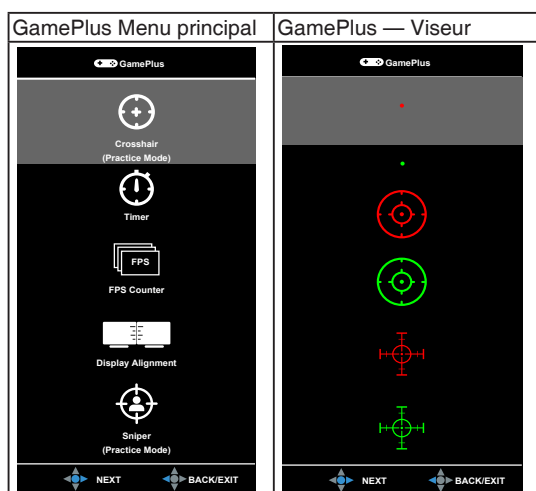 GamePlus Menu principal
GamePlus — Viseur
GamePlus
Crosshair
(Practice Mode)
Timer
FPS
FPS Counter
Display Alignment
Sniper
(Practice Mode)
NEXT
BACK/EXIT
GamePlus
NEXT
BACK/EXIT